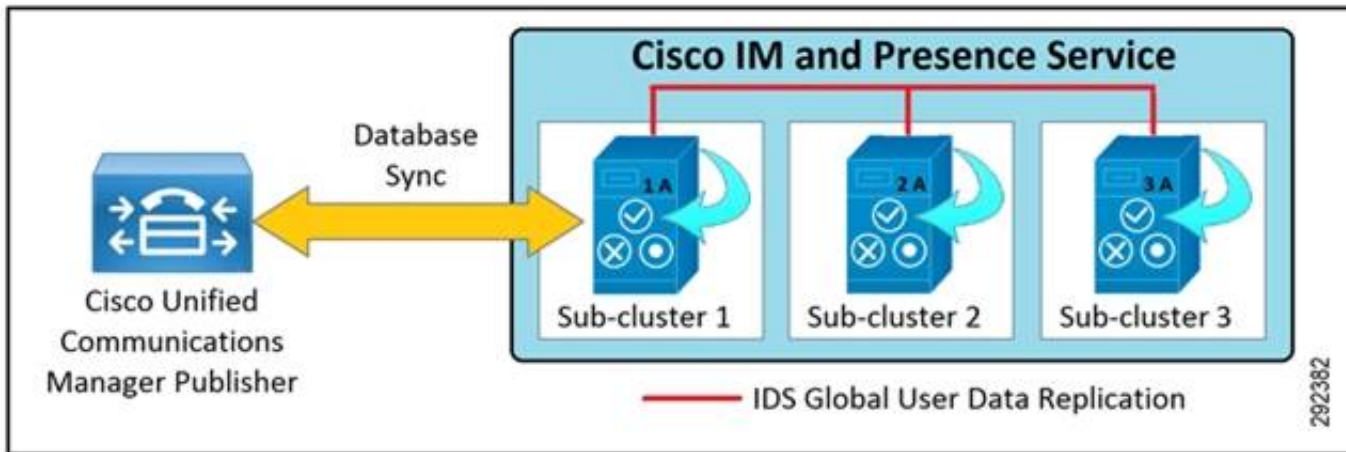 Cisco IM and Presence Service
Database
Sync
1 A
2 A
3 A
Cisco Unified
Communications
Manager Publisher
Sub-cluster 1
Sub-cluster 2
Sub-cluster 3
IDS Global User Data Replication
292382